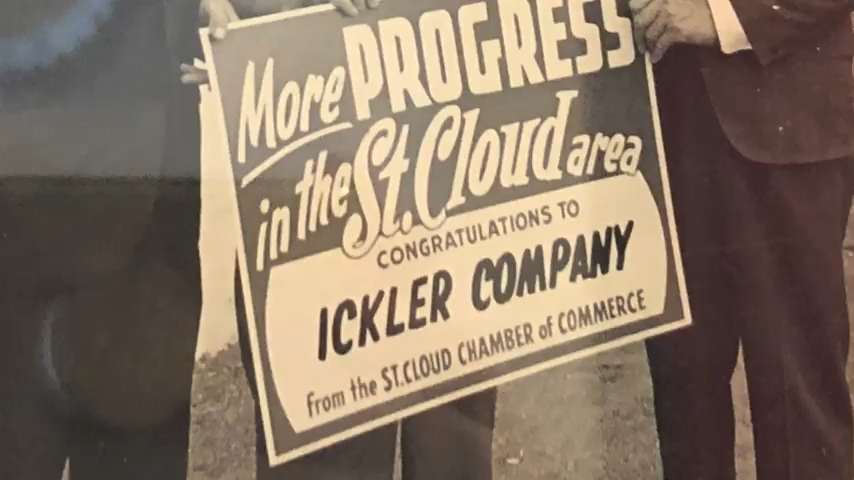 More PROGRESS
in the St. Cloud area
CONGRATULATIONS TO
ICKLER COMPANY
from the ST. CLOUD CHAMBER of COMMERCE